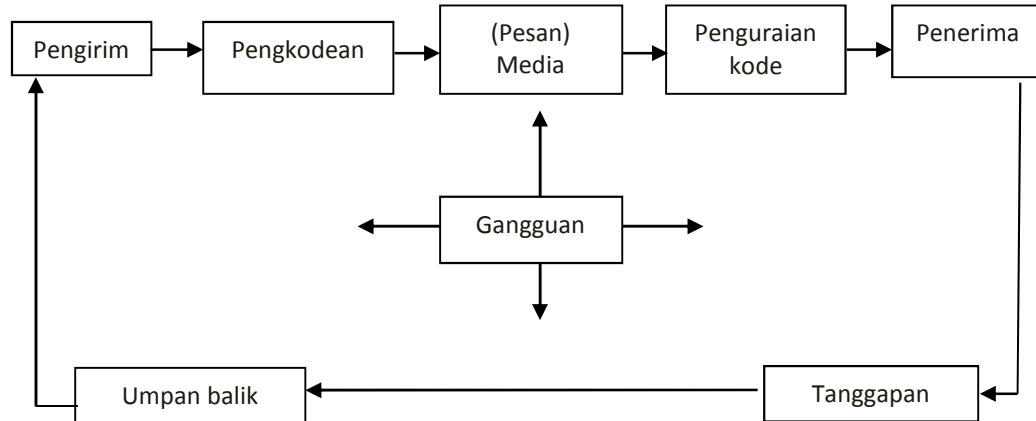 Pengirim
Pengkodean
(Pesan)
Media
Penguraian
kode
Penerima
Gangguan
Umpan balik
Tanggapan